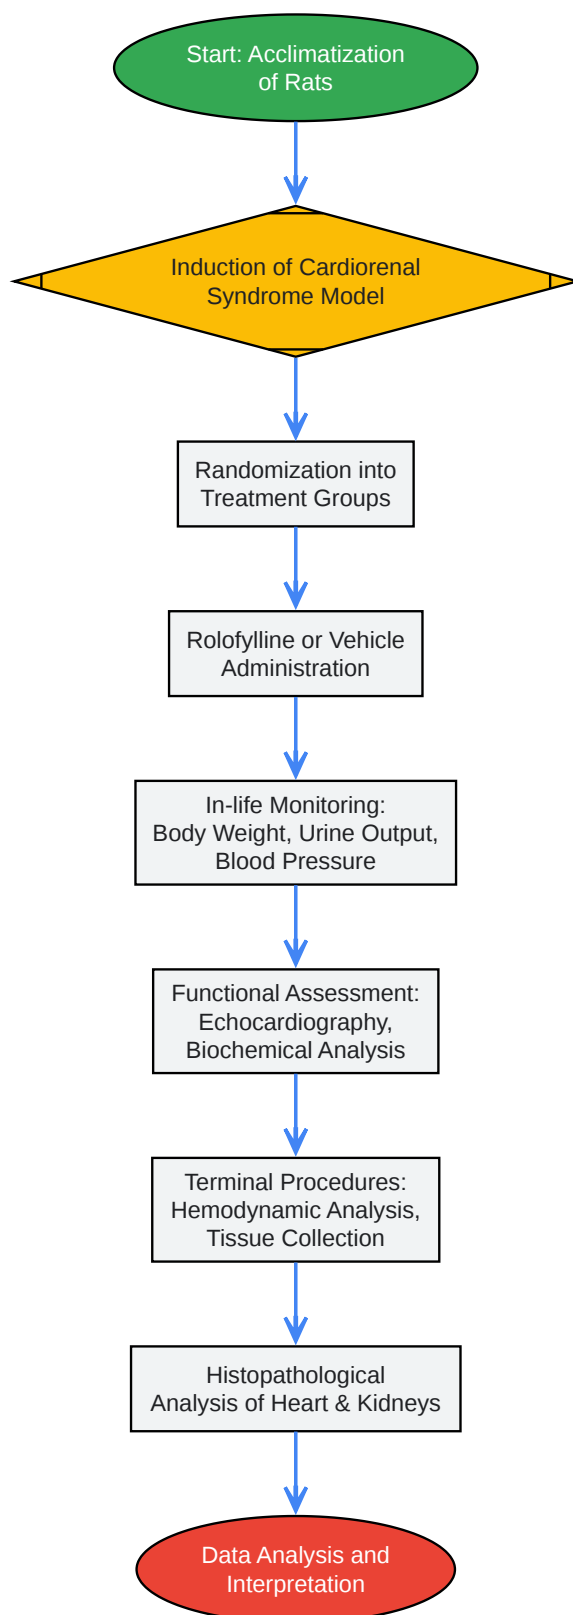 Start: Acclimatization
of Rats
Induction of Cardiorenal
Syndrome Model
Randomization into
Treatment Groups
Rolofylline or Vehicle
Administration
In-life Monitoring:
Body Weight, Urine Output,
Blood Pressure
Functional Assessment:
Echocardiography,
Biochemical Analysis
Terminal Procedures:
Hemodynamic Analysis,
Tissue Collection
Histopathological
Analysis of Heart & Kidneys
Data Analysis and
Interpretation